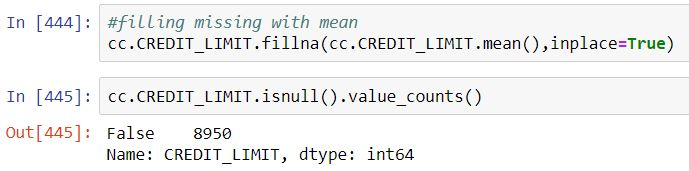 In [444]: #filling missing with mean
cc.CREDIT_LIMIT.fillna(cc.CREDIT_LIMIT.mean(),inplace=True)
In [445]: cc.CREDIT_LIMIT.isnull().value_counts()
Out[445]: False    8950
Name: CREDIT_LIMIT, dtype: int64